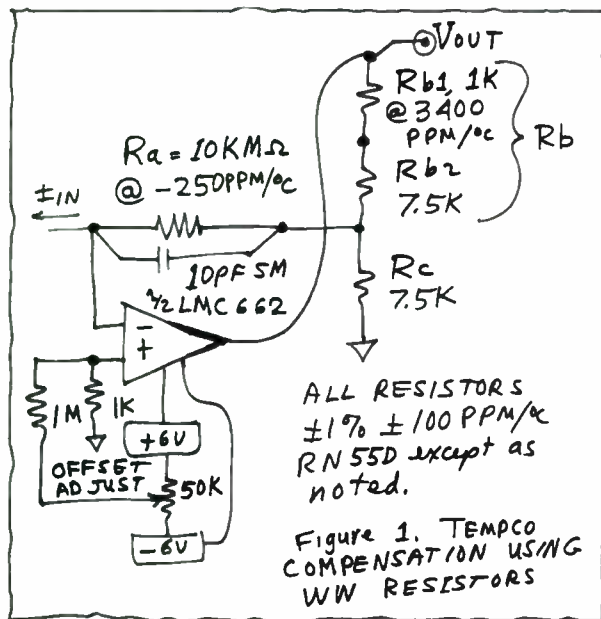 VOUT
Rb1, 1K
@ 3400
PPM/°C
Rb
Rb2
7.5K
Ra = 10KMΩ
@ -250PPM/°C
±IN
10PF SM
1/2 LMC 662
Rc
7.5K
-
+
1M
1K
+6V
OFFSET
ADJUST
50K
-6V
ALL RESISTORS
±1% ±100 PPM/°C
RN55D except as
noted.
Figure 1. TEMPCO
COMPENSATION USING
WW RESISTORS